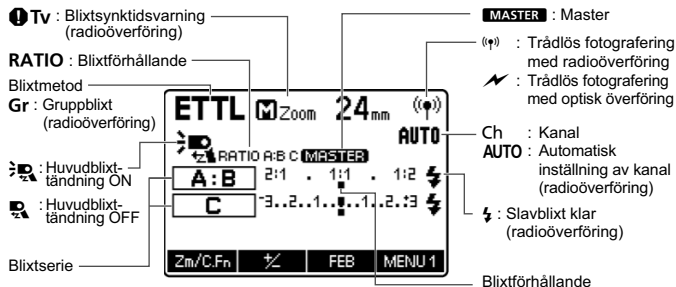 Tv : Blixtsynktidsvarning
(radioöverföring)
RATIO : Blixtförhållande
Blixtmetod
Gr : Gruppblixt
(radioöverföring)
: Huvudblixt-
tändning ON
: Huvudblixt-
tändning OFF
Blixtserie
ETTL M Zoom 24mm
AUTO
RATIO A:B C MASTER
A:B 2:1 . 1:1 . 1:2
C -3..2..1..0..1..2.+3
Zm/C.Fn +/- FEB MENU 1
MASTER : Master
: Trådlös fotografering
med radioöverföring
: Trådlös fotografering
med optisk överföring
Ch : Kanal
AUTO : Automatisk
inställning av kanal
(radioöverföring)
: Slavblixt klar
(radioöverföring)
Blixtförhållande